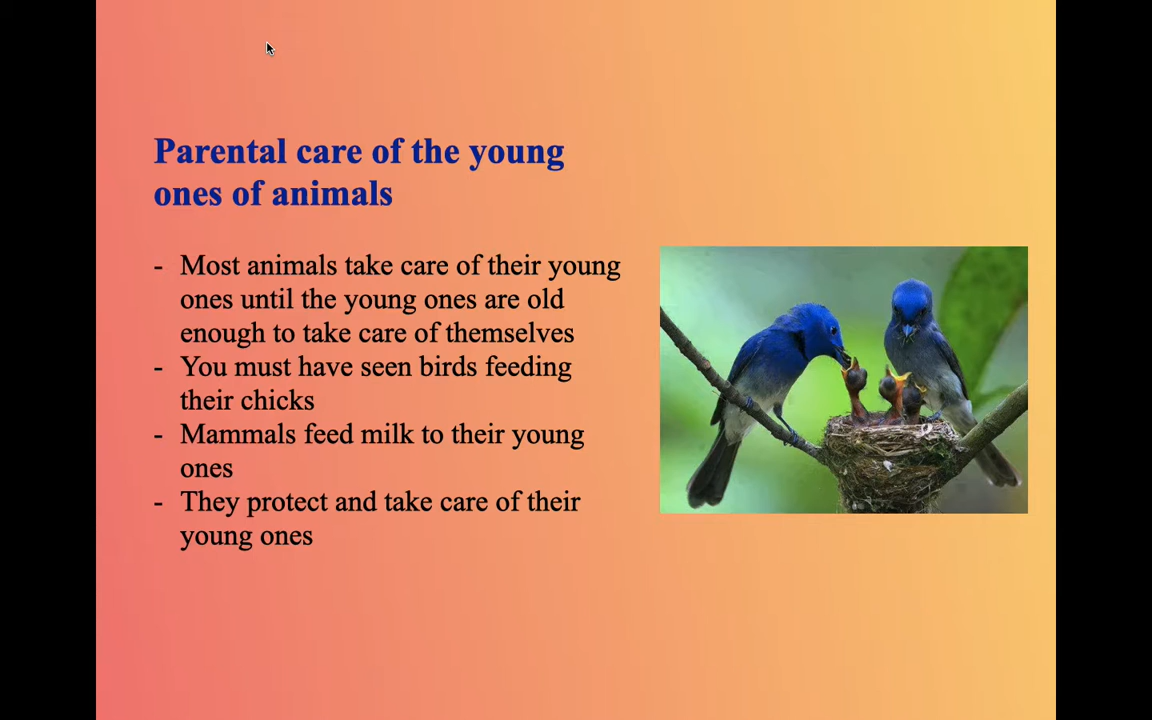 Parental care of the young
ones of animals
- Most animals take care of their young
ones until the young ones are old
enough to take care of themselves
- You must have seen birds feeding
their chicks
- Mammals feed milk to their young
ones
- They protect and take care of their
young ones